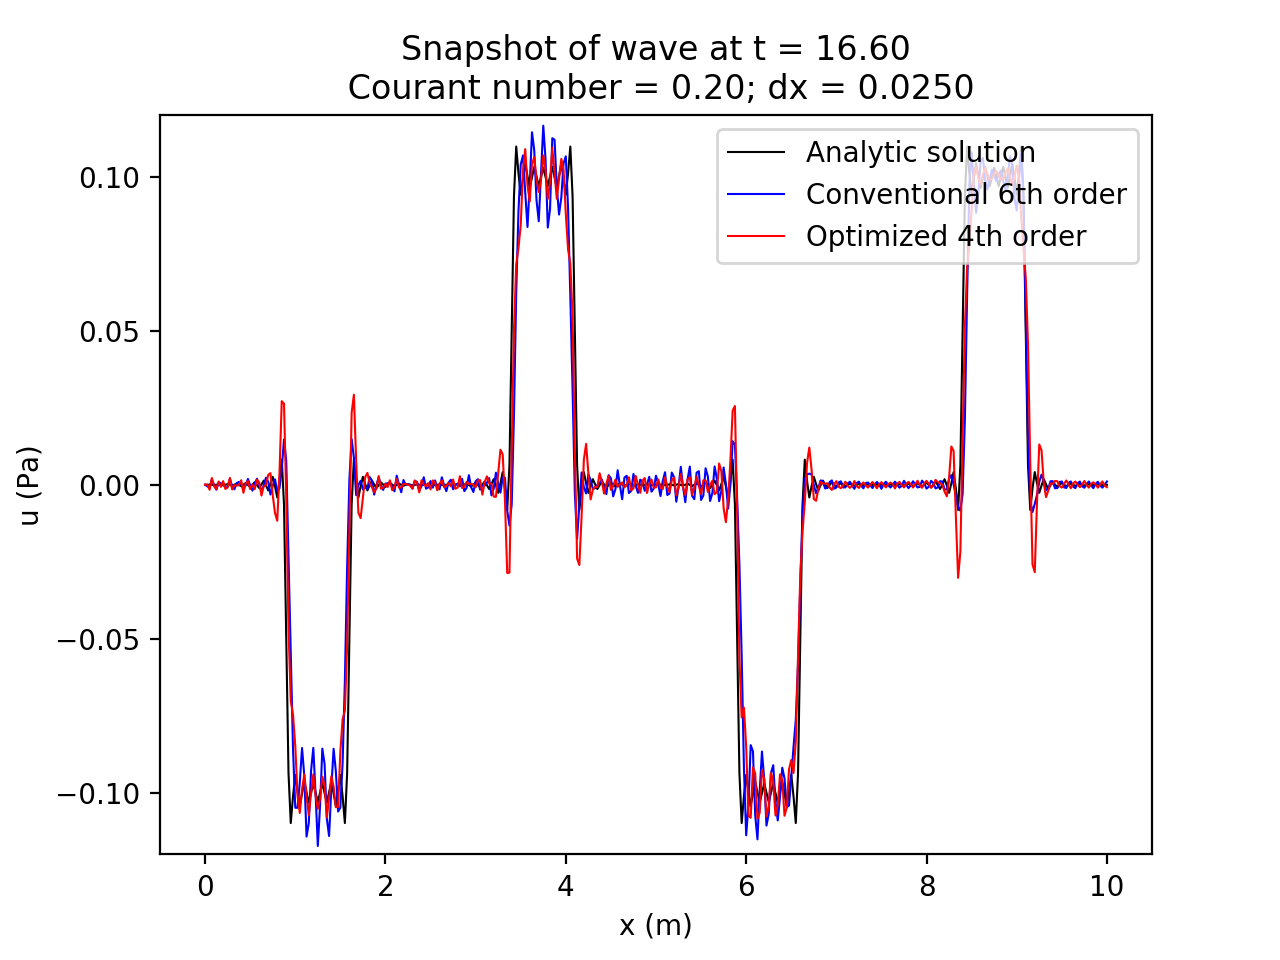 Snapshot of wave at t = 16.60
Courant number = 0.20; dx = 0.0250
Analytic solution
Conventional 6th order
Optimized 4th order
u (Pa)
0.10
0.05
0.00
−0.05
−0.10
0 2 4 6 8 10
x (m)